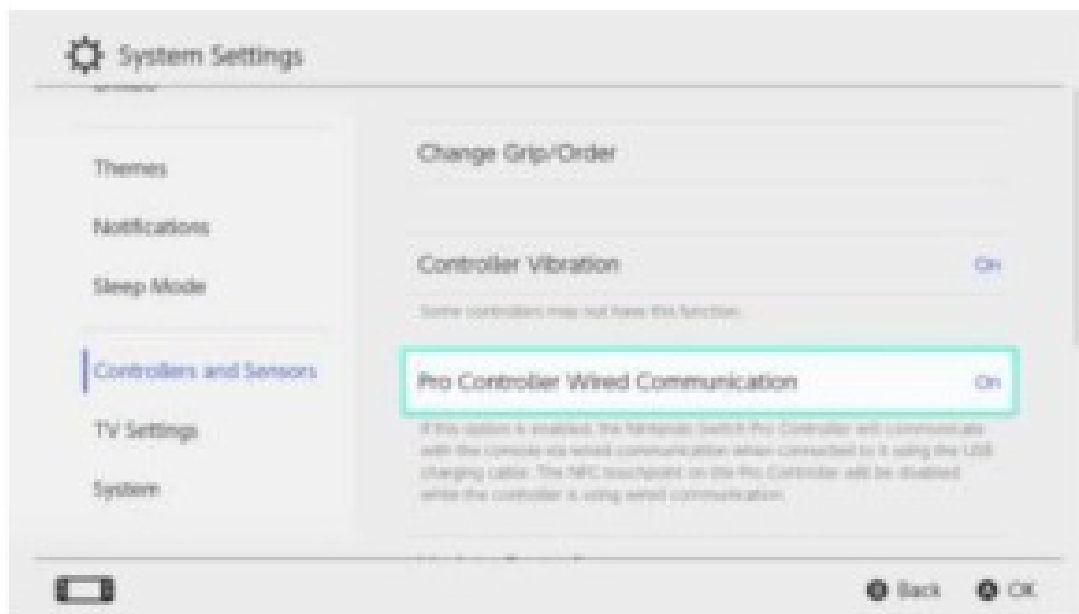 System Settings
Themes
Notifications
Sleep Mode
Controllers and Sensors
TV Settings
System
Change Grip/Order
Controller Vibration On
Some controllers may not have this function.
Pro Controller Wired Communication On
If this option is enabled, the Nintendo Switch Pro Controller will communicate
with the console via wired communication when connected to it using the USB
charging cable. The NFC touchpoint on the Pro Controller will be disabled
while the controller is using wired communication.
Back OK